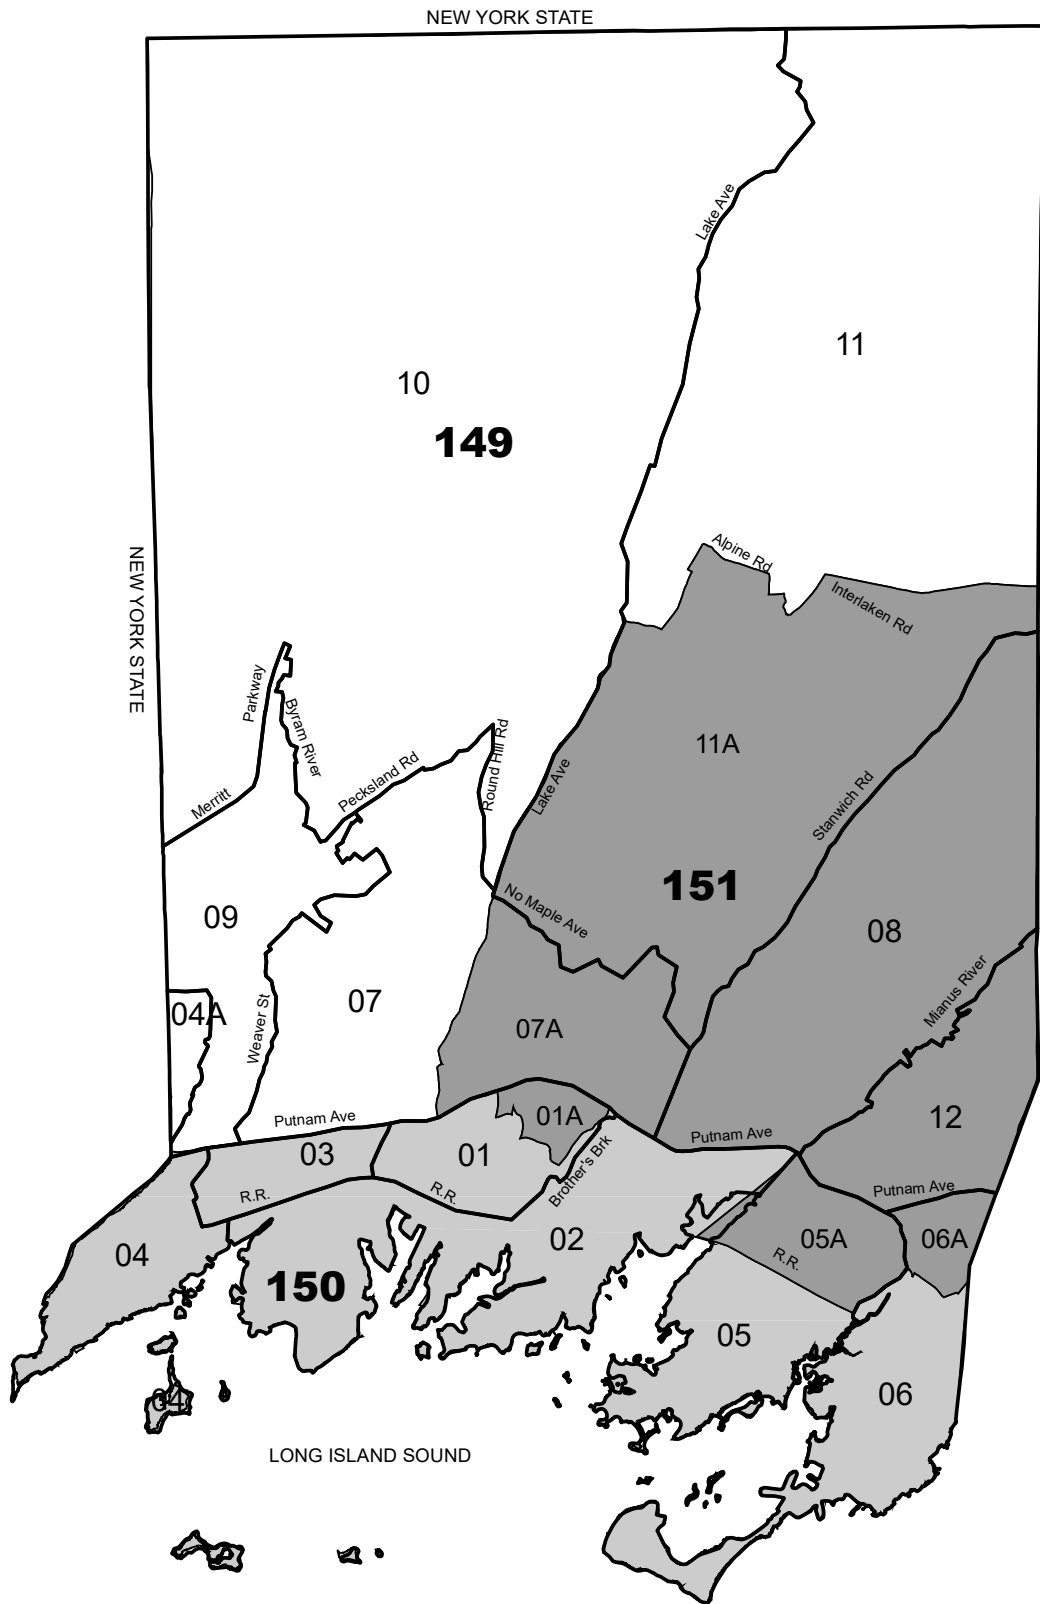 NEW YORK STATE
Lake Ave
11
10
149
NEW YORK STATE
Alpine Rd
Interlaken Rd
Parkway
Byram River
Round Hill Rd
11A
Pecksland Rd
Lake Ave
Merritt
Stanwich Rd
151
No Maple Ave
09
08
Mianus River
04A
07
Weaver St
07A
01A
12
Putnam Ave
Putnam Ave
03
01
Brother's Brk
R.R.
R.R.
Putnam Ave
04
02
05A
06A
R.R.
150
05
06
04
LONG ISLAND SOUND